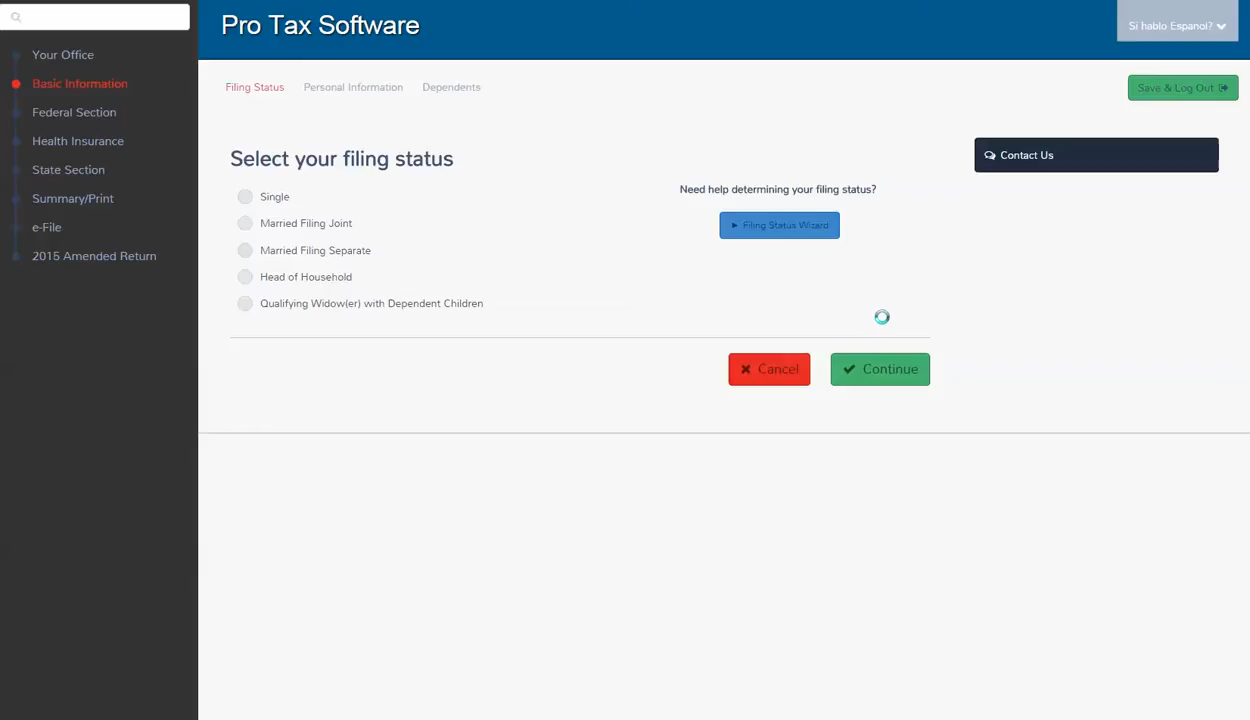 Pro Tax Software
Si hablo Espanol?
Your Office
Basic Information
Federal Section
Health Insurance
State Section
Summary/Print
e-File
2015 Amended Return
Filing Status
Personal Information
Dependents
Save & Log Out
Select your filing status
Single
Married Filing Joint
Married Filing Separate
Head of Household
Qualifying Widow(er) with Dependent Children
Need help determining your filing status?
Filing Status Wizard
Contact Us
Cancel
Continue